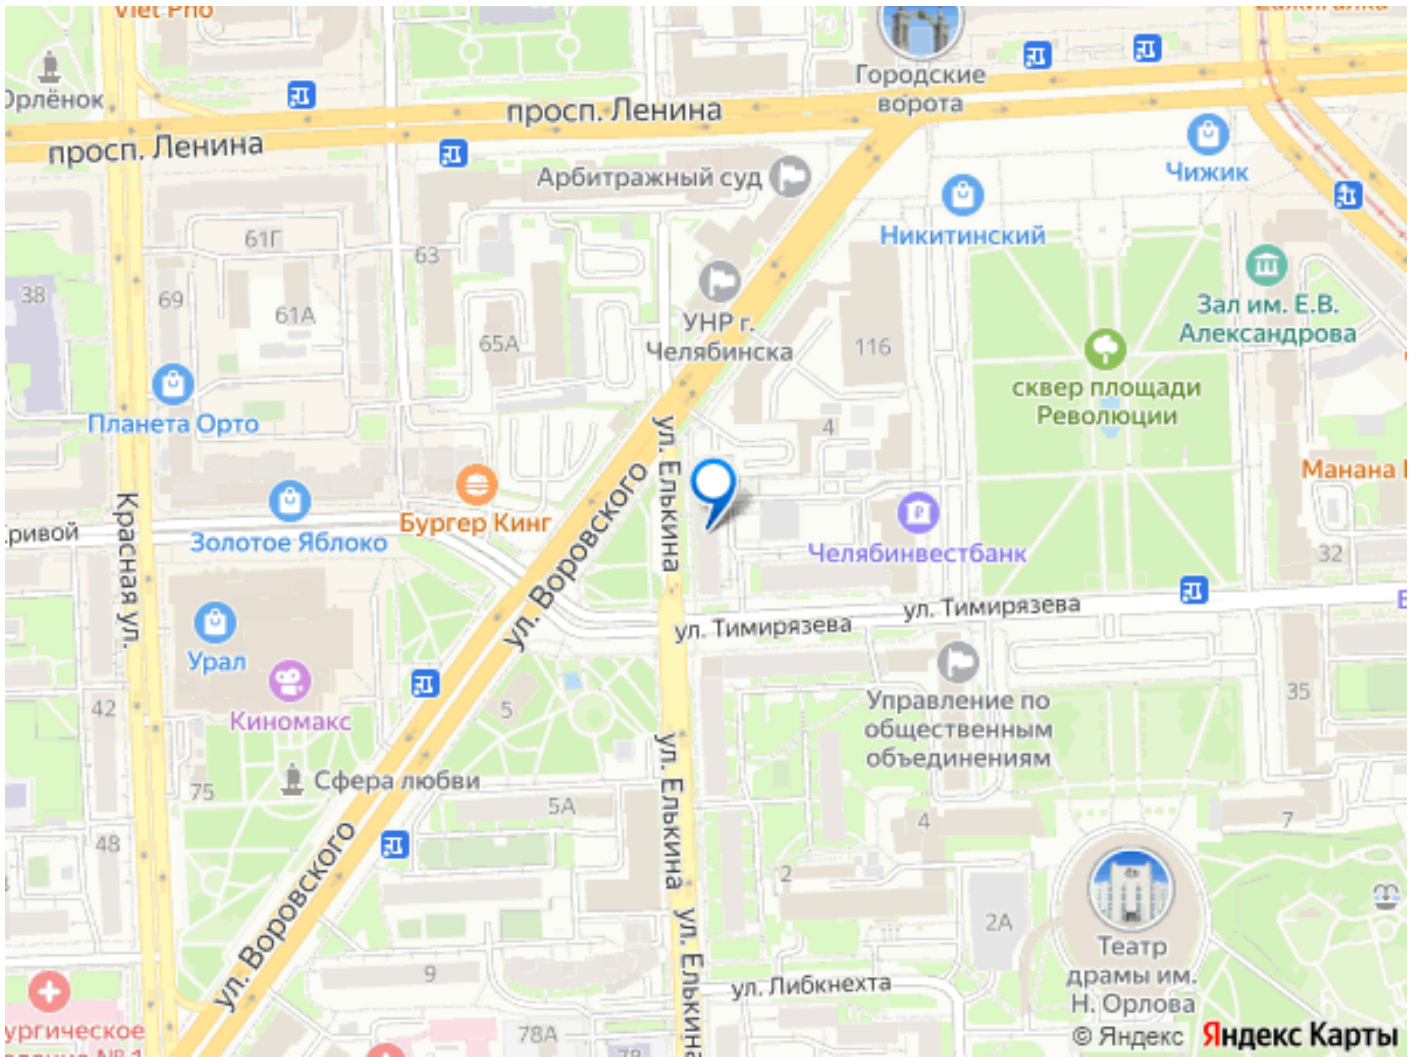 Viet Pho
Орлёнок
просп. Ленина
просп. Ленина
Городские
ворота
Чижик
Арбитражный суд
Никитинский
61Г
63
38
69
61А
65А
УНР г.
Челябинска
116
Зал им. Е.В.
Александрова
сквер площади
Революции
Планета Орто
4
ул. Елькина
Манана
Бургер Кинг
Золотое Яблоко
Красная ул.
ул. Воровского
Челябинвестбанк
32
ул. Тимирязева
ул. Тимирязева
Урал
Киномакс
42
5
Управление по
общественным
объединениям
35
Сфера любви
75
5А
ул. Елькина
4
7
48
ул. Воровского
2
2А
Театр
драмы им.
Н. Орлова
9
ул. Елькина
ул. Либкнехта
78А
© Яндекс Яндекс Карты